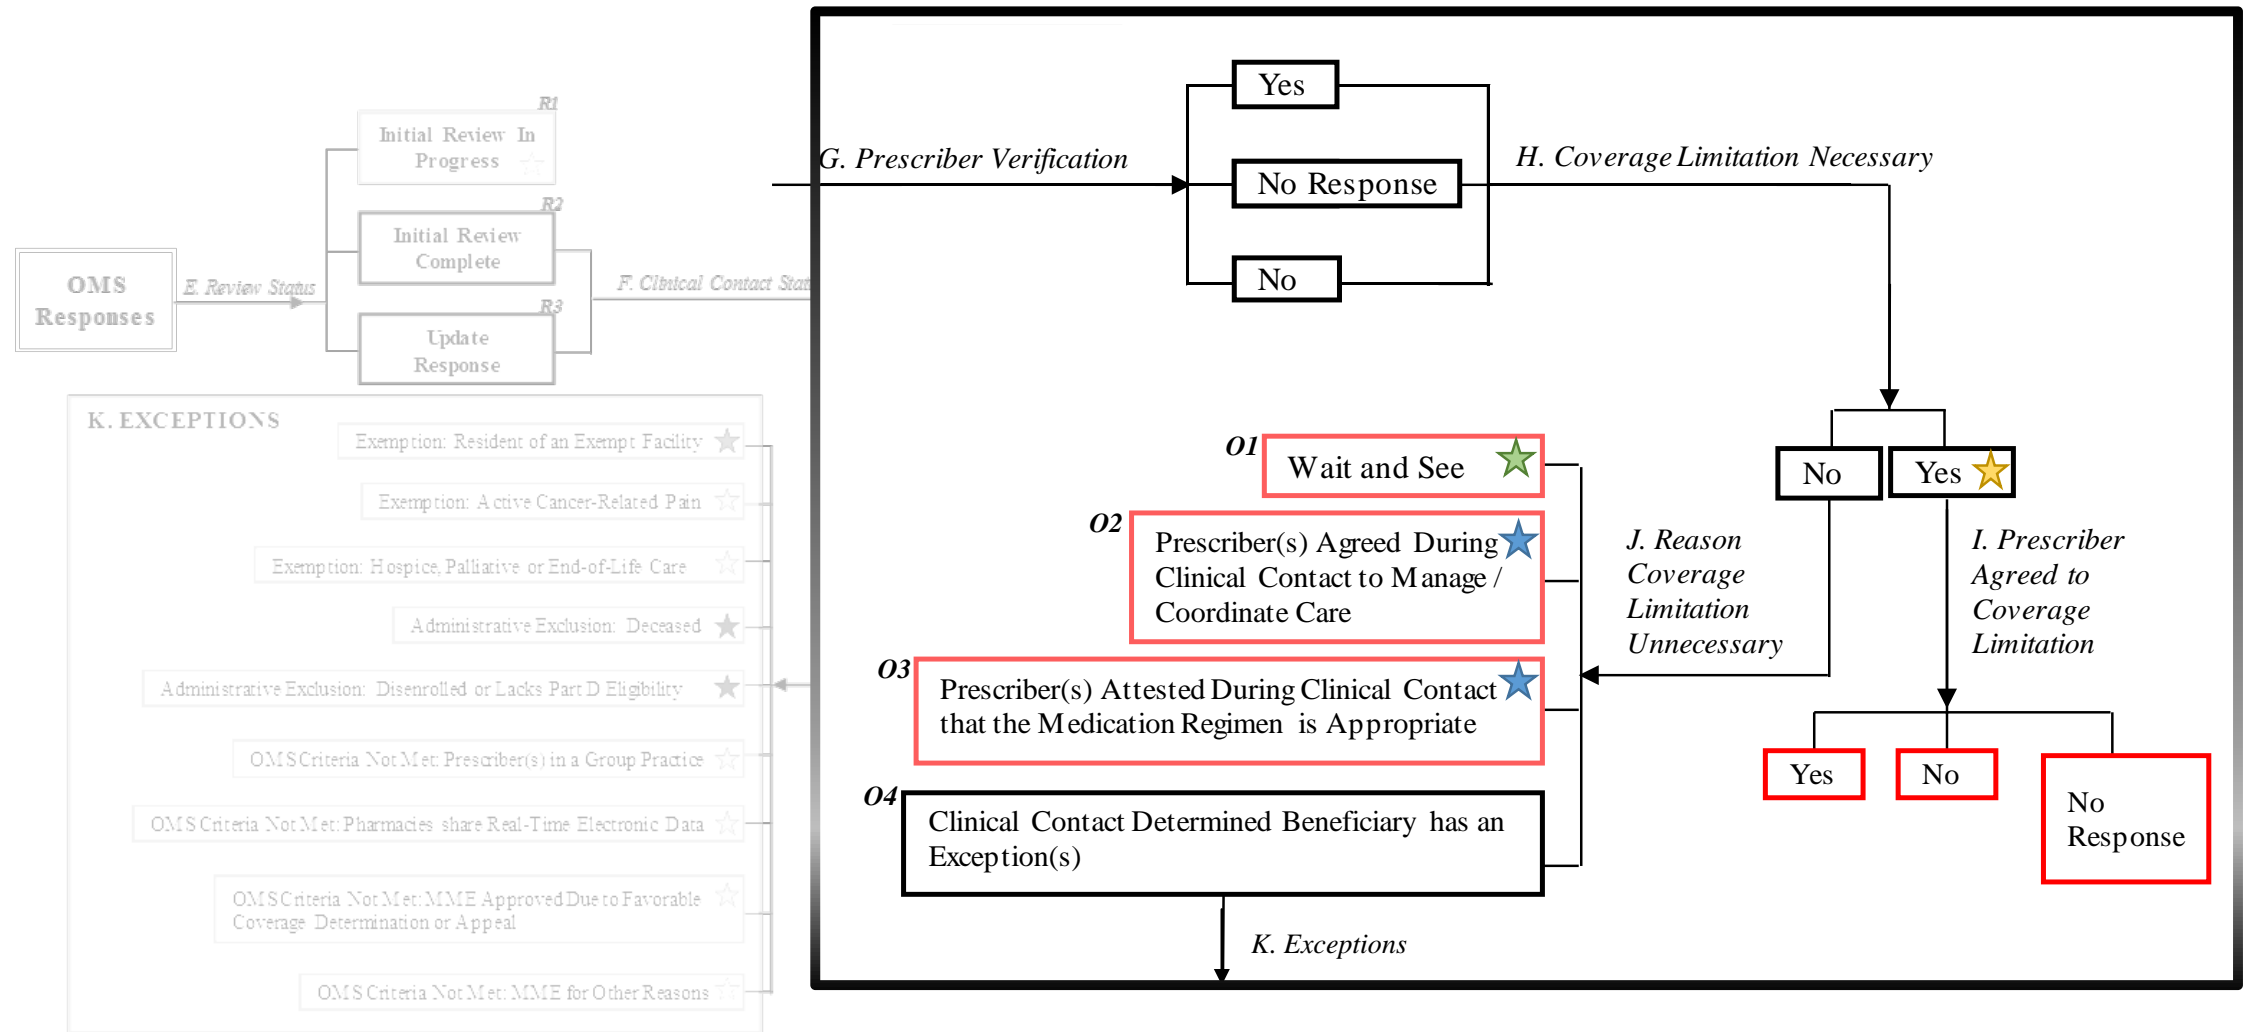 R1
Initial Review In
Progress
R2
Initial Review
Complete
R3
Update
Response
OMS
Responses
E. Review Status
F. Clinical Contact
K. EXCEPTIONS
Exemption: Resident of an Exempt Facility
Exemption: Active Cancer-Related Pain
Exemption: Hospice, Palliative or End-of-Life Care
Administrative Exclusion: Deceased
Administrative Exclusion: Disenrolled or Lacks Part D Eligibility
OMS Criteria Not Met: Prescriber(s) in a Group Practice
OMS Criteria Not Met: Pharmacies share Real-Time Electronic Data
OMS Criteria Not Met: MME Approved Due to Favorable
Coverage Determination or Appeal
OMS Criteria Not Met: MME for Other Reasons
G. Prescriber Verification
Yes
No Response
No
H. Coverage Limitation Necessary
No
Yes
J. Reason
Coverage
Limitation
Unnecessary
I. Prescriber
Agreed to
Coverage
Limitation
O1
Wait and See
O2
Prescriber(s) Agreed During
Clinical Contact to Manage /
Coordinate Care
O3
Prescriber(s) Attested During Clinical Contact
that the Medication Regimen is Appropriate
O4
Clinical Contact Determined Beneficiary has an
Exception(s)
K. Exceptions
Yes
No
No
Response